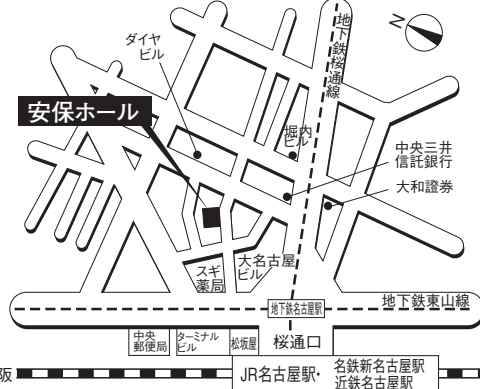 地下鉄桜通線
N
ダイヤ
ビル
安保ホール
堀内
ビル
中央三井
信託銀行
大和證券
スギ
薬局
大名古屋
ビル
地下鉄名古屋駅
地下鉄東山線
中央
郵便局
ターミナル
ビル
松坂屋
桜通口
阪
JR名古屋駅・
名鉄新名古屋駅
近鉄名古屋駅